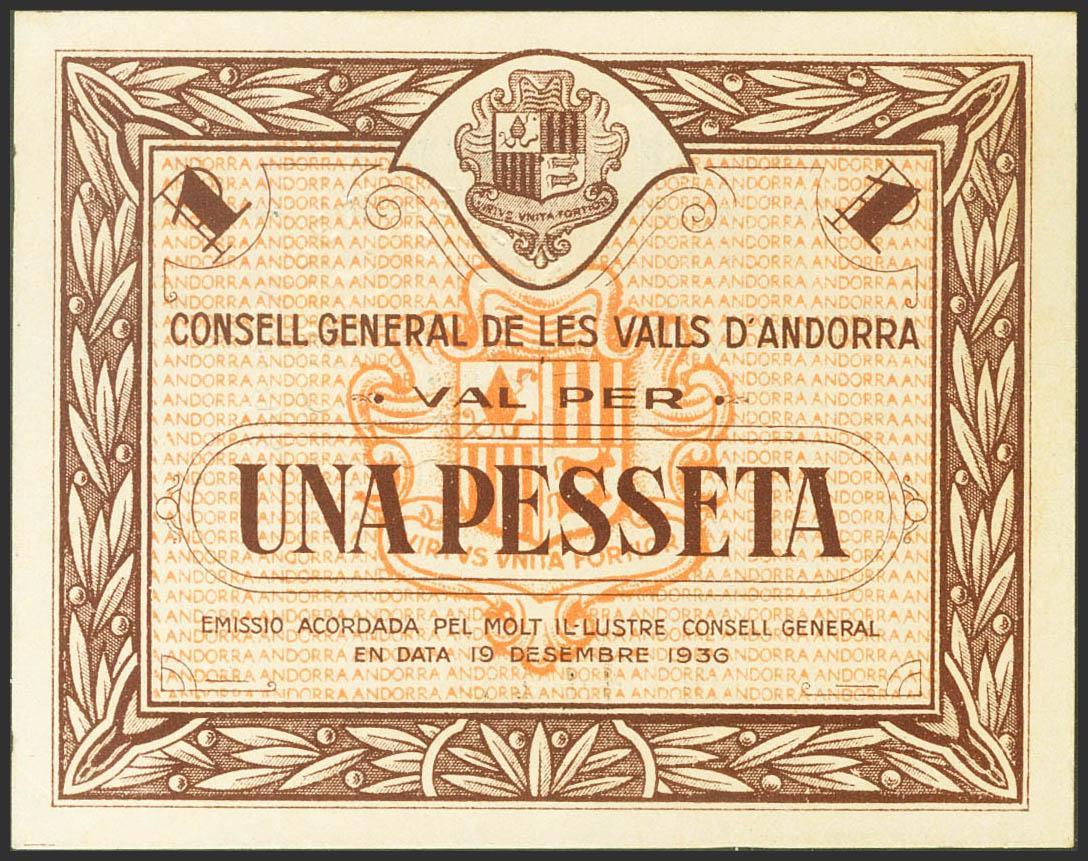 VIRTVS VNITA FORTIOR
1 1
CONSELL GENERAL DE LES VALLS D'ANDORRA
VAL PER
UNA PESSETA
VIRTVS VNITA FORTIOR
EMISSIO ACORDADA PEL MOLT IL-LUSTRE CONSELL GENERAL
EN DATA 19 DESEMBRE 1936